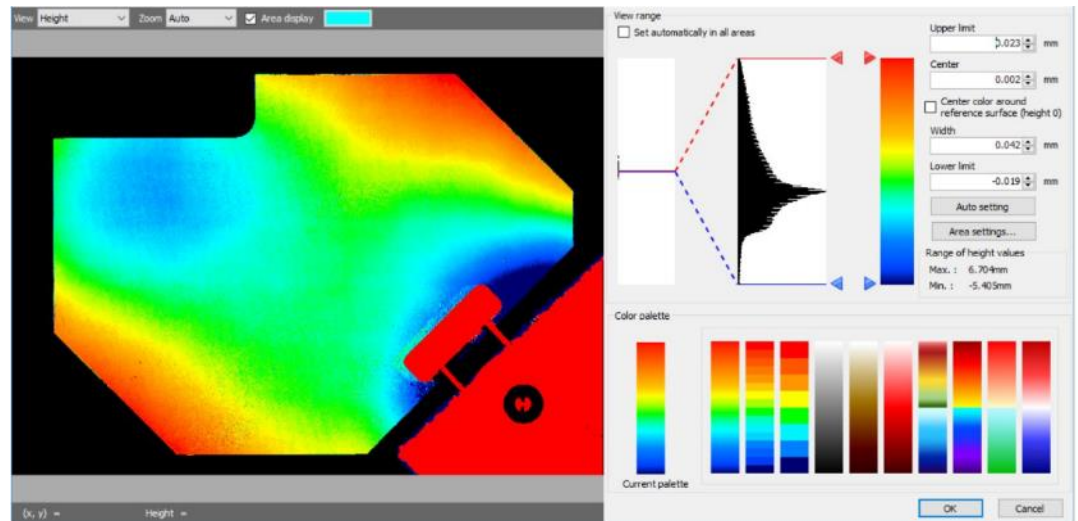 View Height Zoom Auto Area display
(x, y) = Height =
View range
Set automatically in all areas
Upper limit
0.023 mm
Center
0.002 mm
Center color around
reference surface (height 0)
Width
0.042 mm
Lower limit
-0.019 mm
Auto setting
Area settings...
Range of height values
Max. : 6.704mm
Min. : -5.405mm
Color palette
Current palette
OK Cancel